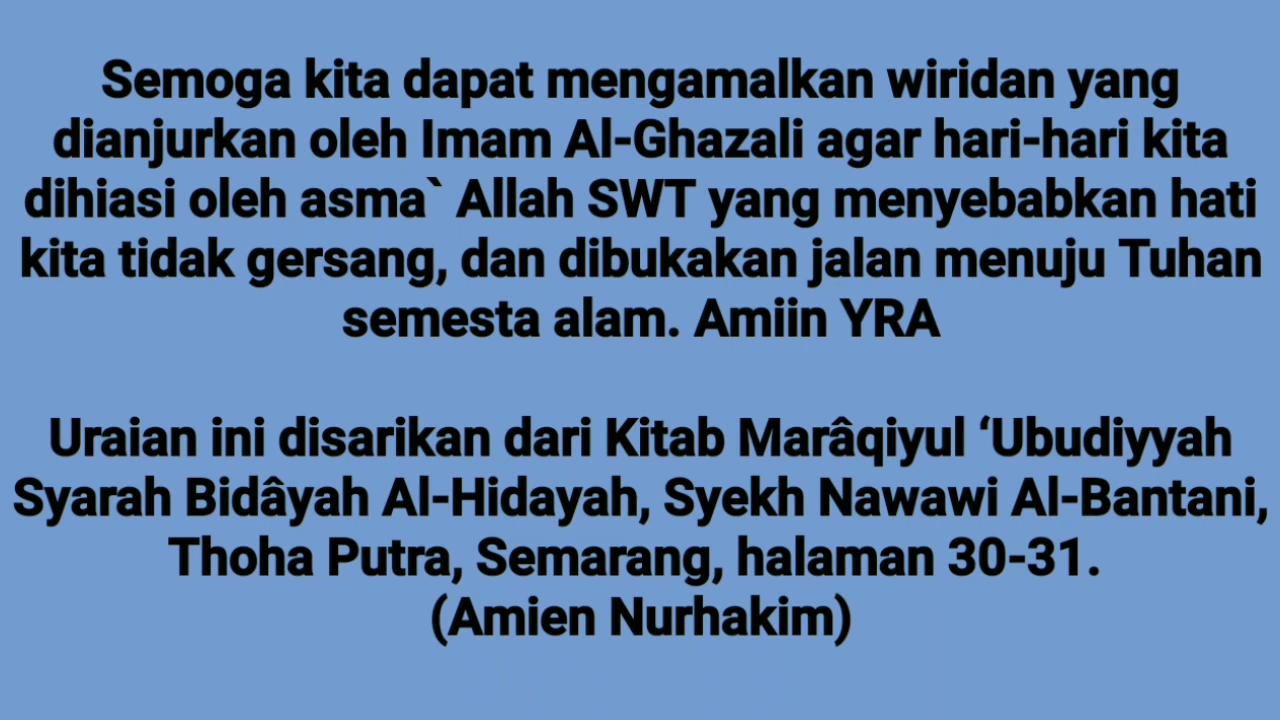 Semoga kita dapat mengamalkan wiridan yang
dianjurkan oleh Imam Al-Ghazali agar hari-hari kita
dihiasi oleh asma` Allah SWT yang menyebabkan hati
kita tidak gersang, dan dibukakan jalan menuju Tuhan
semesta alam. Amiin YRA
Uraian ini disarikan dari Kitab Marâqiyul ‘Ubudiyyah
Syarah Bidâyah Al-Hidayah, Syekh Nawawi Al-Bantani,
Thoha Putra, Semarang, halaman 30-31.
(Amien Nurhakim)